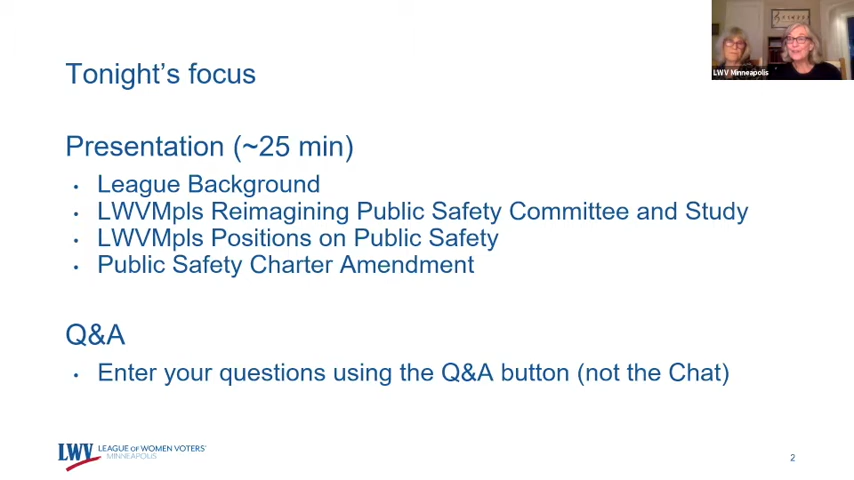 LWV Minneapolis
Tonight's focus
Presentation (~25 min)
• League Background
• LWVMpls Reimagining Public Safety Committee and Study
• LWVMpls Positions on Public Safety
• Public Safety Charter Amendment
Q&A
• Enter your questions using the Q&A button (not the Chat)
LWV LEAGUE OF WOMEN VOTERS®
MINNEAPOLIS
2